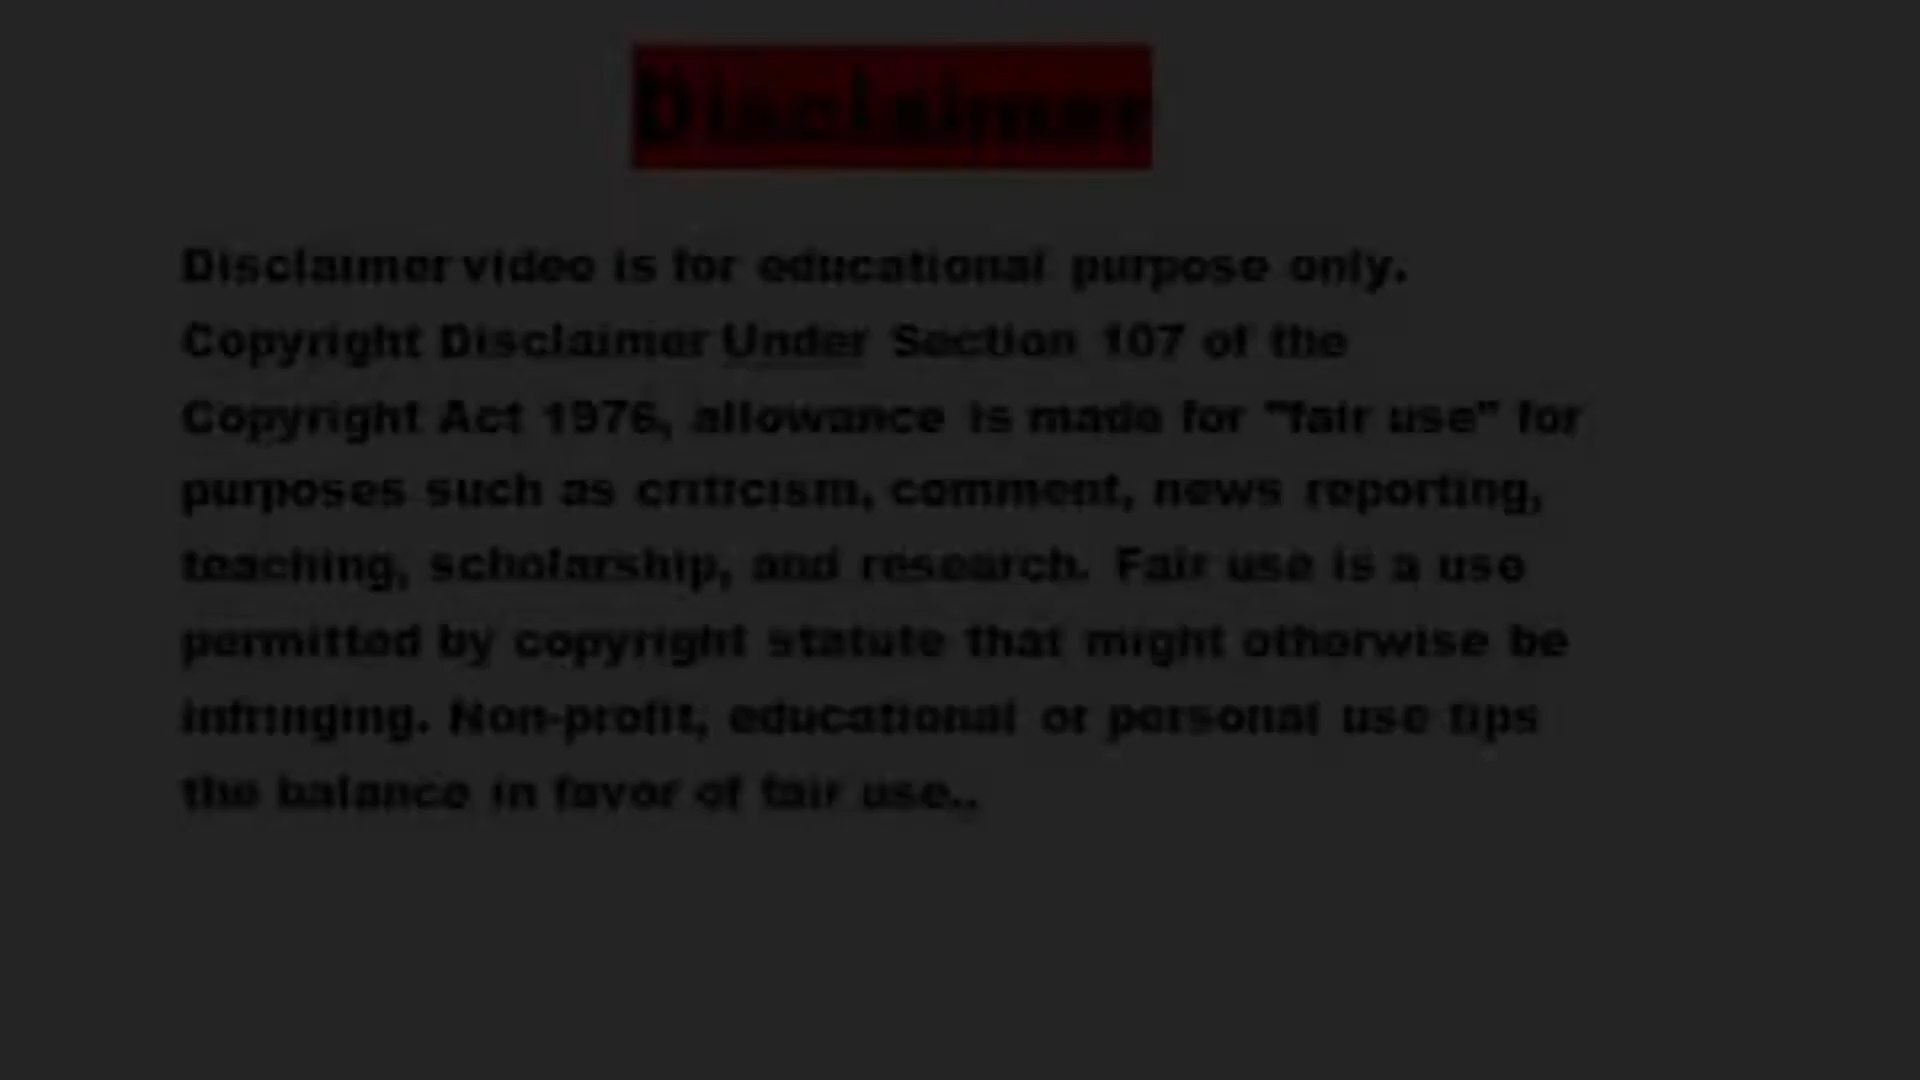 Disclaimer
Disclaimer video is for educational purpose only.
Copyright Disclaimer Under Section 107 of the
Copyright Act 1976, allowance is made for "fair use" for
purposes such as criticism, comment, news reporting,
teaching, scholarship, and research. Fair use is a use
permitted by copyright statute that might otherwise be
infringing. Non-profit, educational or personal use tips
the balance in favor of fair use..